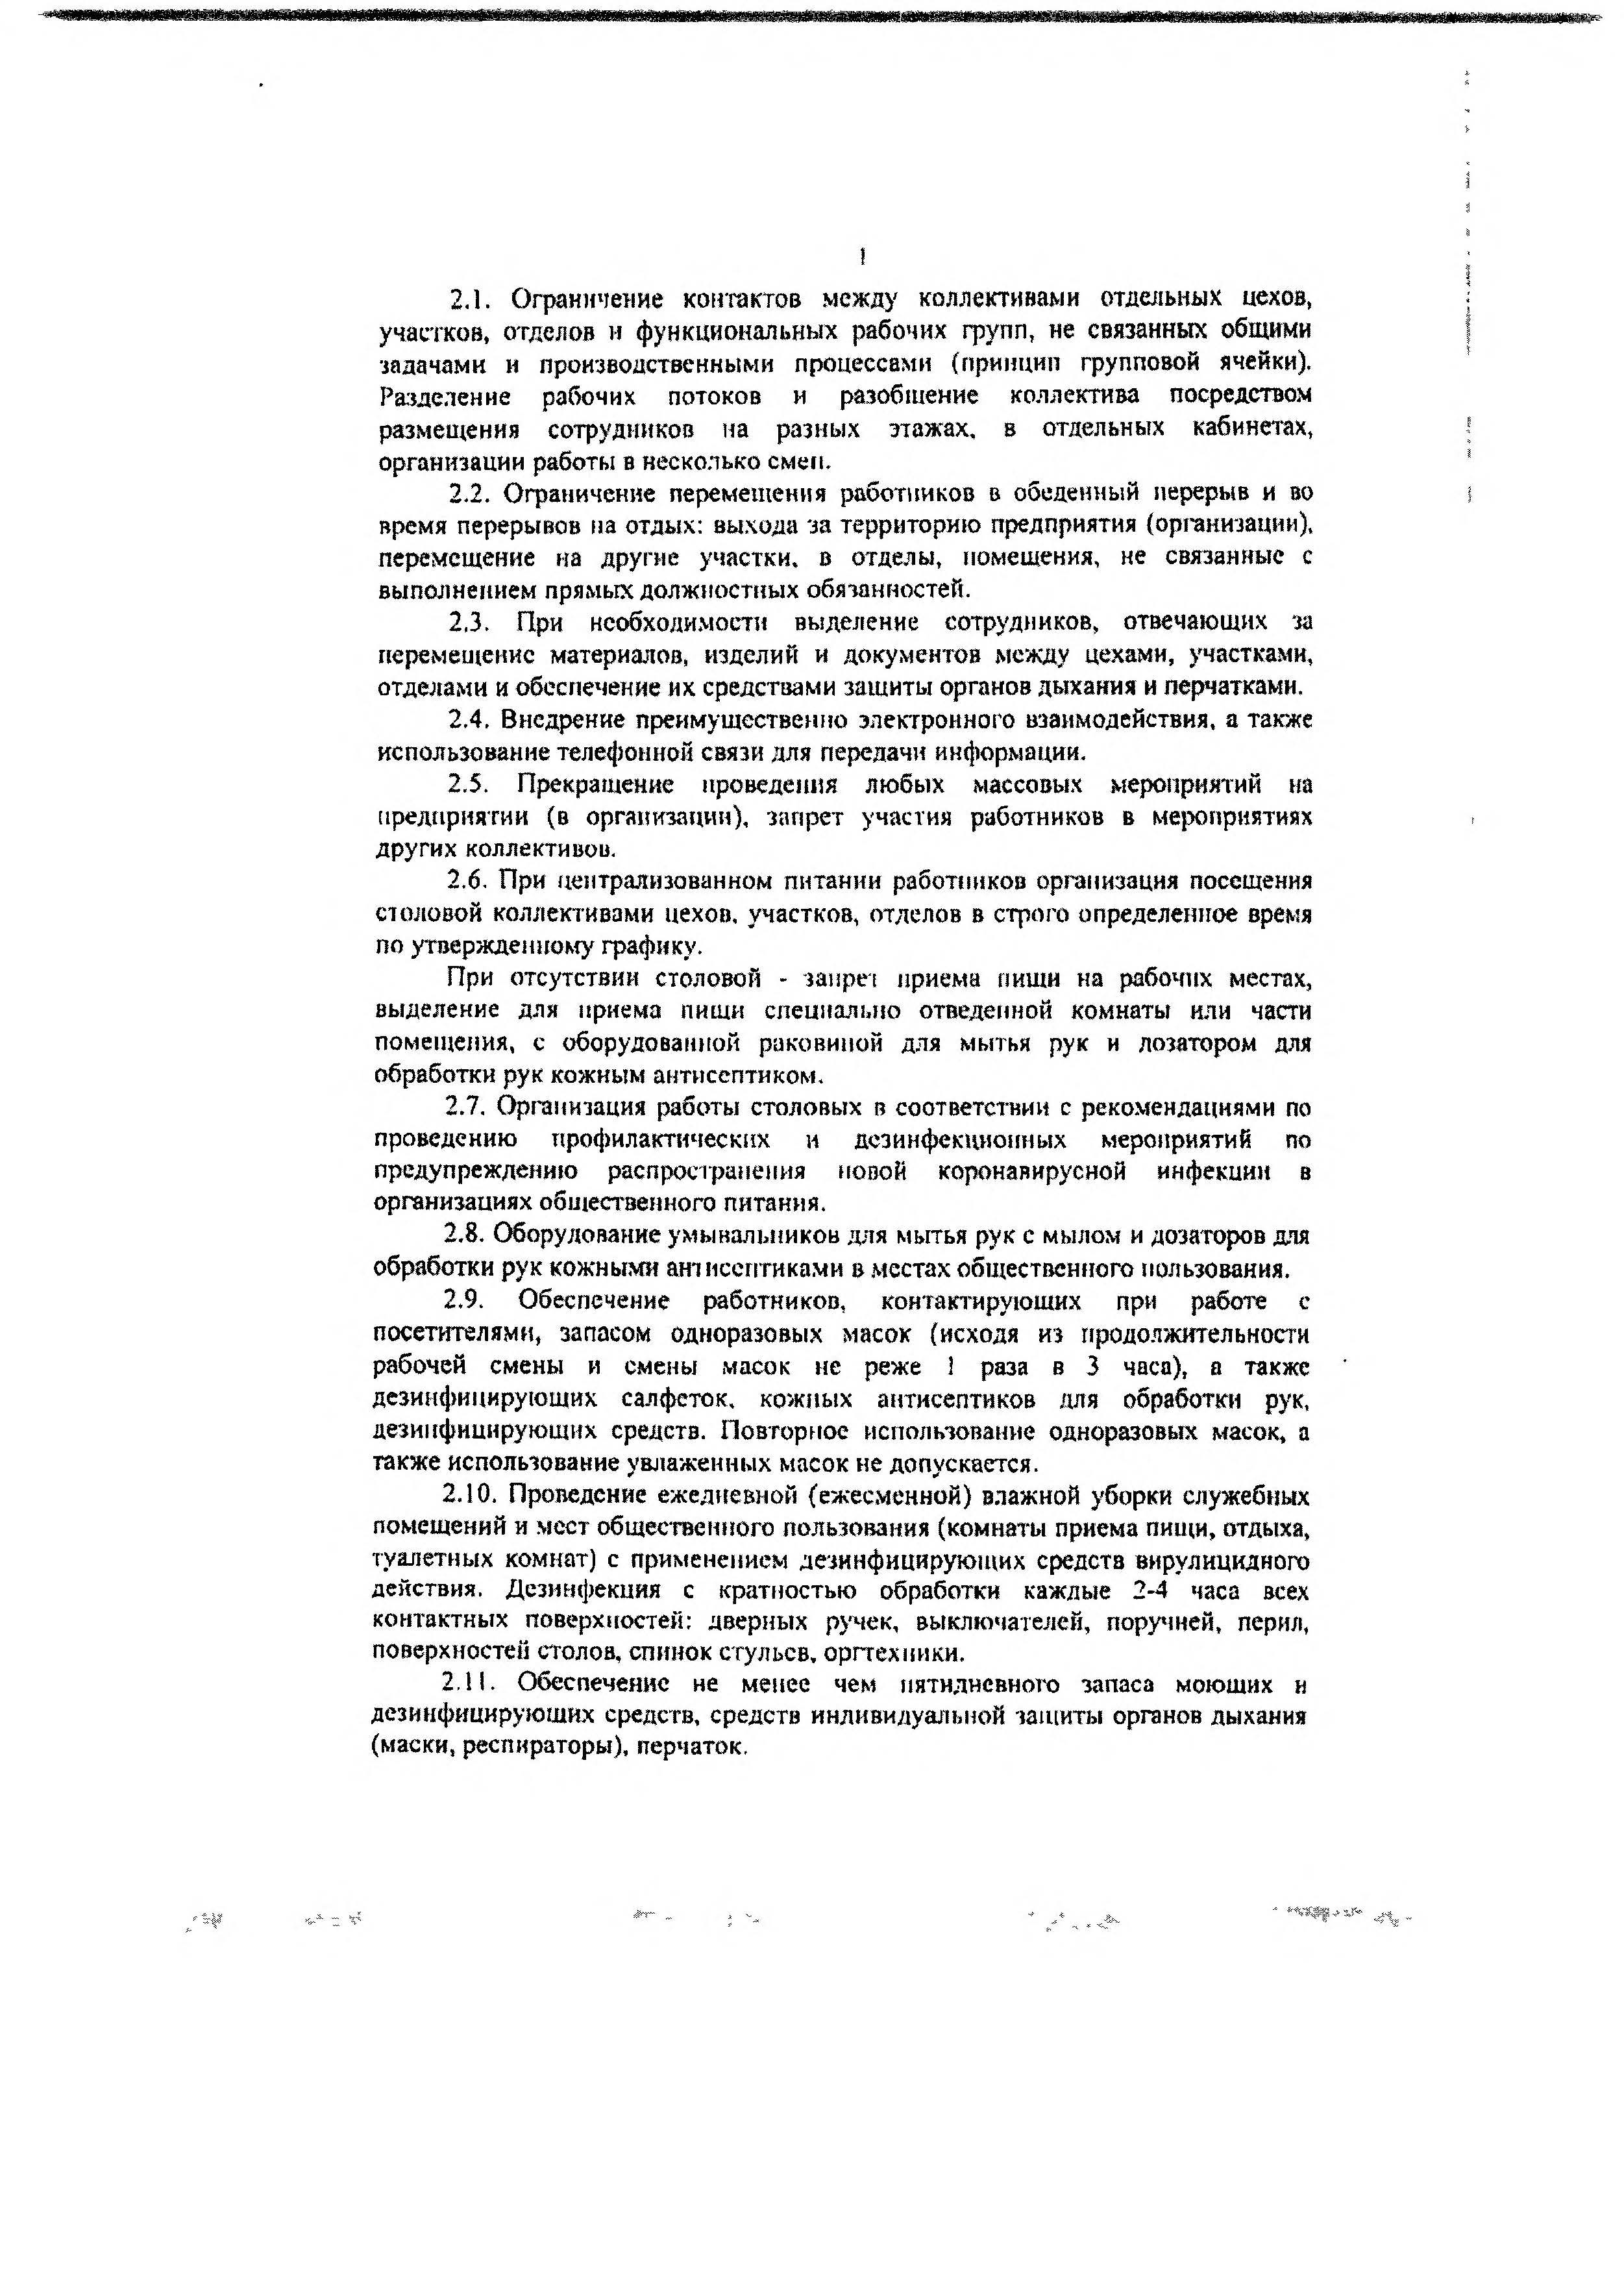 1
2.1. Ограничение контактов между коллективами отдельных цехов,
участков, отделов и функциональных рабочих групп, не связанных общими
задачами и производственными процессами (принцип групповой ячейки).
Разделение рабочих потоков и разобщение коллектива посредством
размещения сотрудников на разных этажах, в отдельных кабинетах,
организации работы в несколько смен.
2.2. Ограничение перемещения работников в обеденный перерыв и во
время перерывов на отдых: выхода за территорию предприятия (организации),
перемещение на другие участки, в отделы, помещения, не связанные с
выполнением прямых должностных обязанностей.
2.3. При необходимости выделение сотрудников, отвечающих за
перемещение материалов, изделий и документов между цехами, участками,
отделами и обеспечение их средствами защиты органов дыхания и перчатками.
2.4. Внедрение преимущественно электронного взаимодействия, а также
использование телефонной связи для передачи информации.
2.5. Прекращение проведения любых массовых мероприятий на
предприятии (в организации), запрет участия работников в мероприятиях
других коллективов.
2.6. При централизованном питании работников организация посещения
столовой коллективами цехов, участков, отделов в строго определенное время
по утвержденному графику.
При отсутствии столовой - запрет приема пищи на рабочих местах,
выделение для приема пищи специально отведенной комнаты или части
помещения, с оборудованной раковиной для мытья рук и дозатором для
обработки рук кожным антисептиком.
2.7. Организация работы столовых в соответствии с рекомендациями по
проведению профилактических и дезинфекционных мероприятий по
предупреждению распространения новой коронавирусной инфекции в
организациях общественного питания.
2.8. Оборудование умывальников для мытья рук с мылом и дозаторов для
обработки рук кожными антисептиками в местах общественного пользования.
2.9. Обеспечение работников, контактирующих при работе с
посетителями, запасом одноразовых масок (исходя из продолжительности
рабочей смены и смены масок не реже 1 раза в 3 часа), а также
дезинфицирующих салфеток, кожных антисептиков для обработки рук,
дезинфицирующих средств. Повторное использование одноразовых масок, а
также использование увлаженных масок не допускается.
2.10. Проведение ежедневной (ежесменной) влажной уборки служебных
помещений и мест общественного пользования (комнаты приема пищи, отдыха,
туалетных комнат) с применением дезинфицирующих средств вирулицидного
действия. Дезинфекция с кратностью обработки каждые 2-4 часа всех
контактных поверхностей: дверных ручек, выключателей, поручней, перил,
поверхностей столов, спинок стульев, оргтехники.
2.11. Обеспечение не менее чем пятидневного запаса моющих и
дезинфицирующих средств, средств индивидуальной защиты органов дыхания
(маски, респираторы), перчаток.